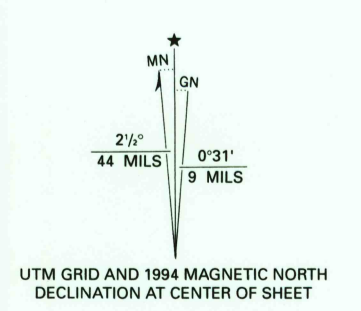 MN
GN
2½°
44 MILS
0°31'
9 MILS
UTM GRID AND 1994 MAGNETIC NORTH
DECLINATION AT CENTER OF SHEET